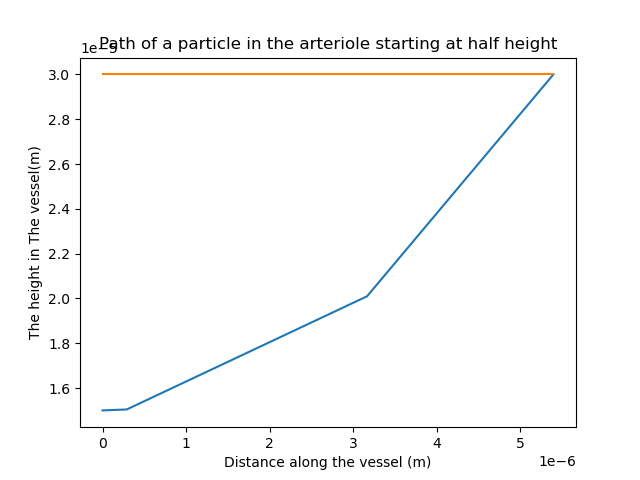 Path of a particle in the arteriole starting at half height
1e−5
3.0
2.8
2.6
2.4
2.2
2.0
1.8
1.6
The height in The vessel(m)
0 1 2 3 4 5
1e−6
Distance along the vessel (m)